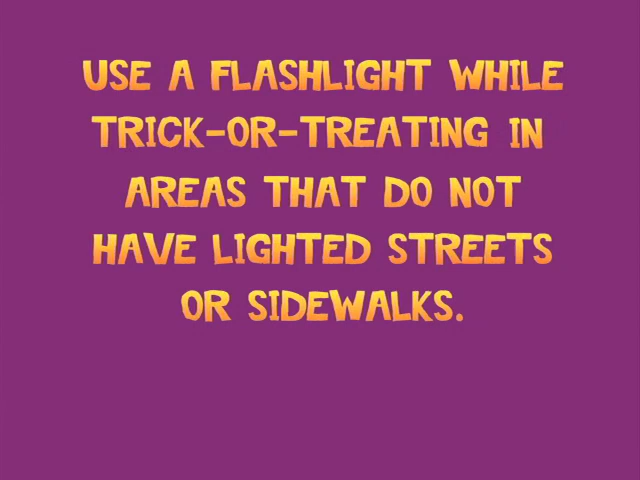 USE A FLASHLIGHT WHILE
TRICK-OR-TREATING IN
AREAS THAT DO NOT
HAVE LIGHTED STREETS
OR SIDEWALKS.